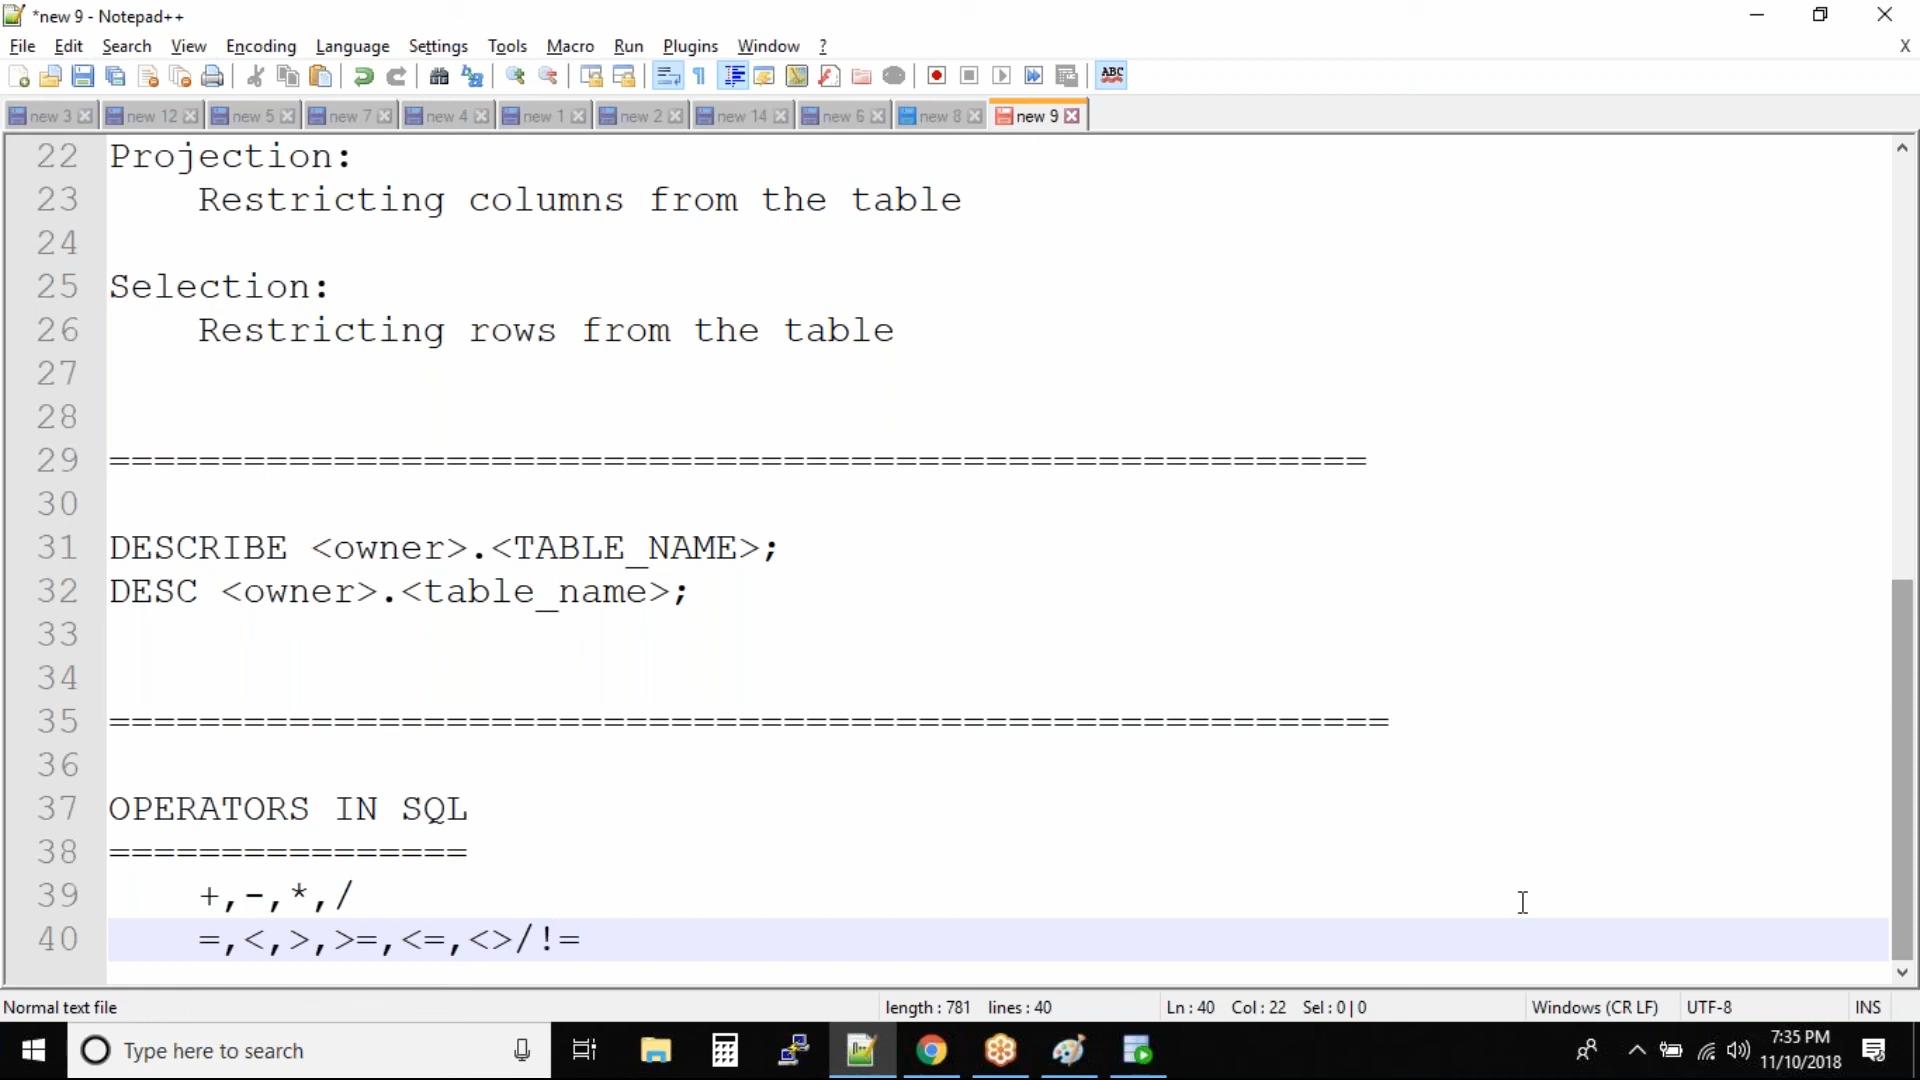 *new 9 - Notepad++
File Edit Search View Encoding Language Settings Tools Macro Run Plugins Window ? X
ABC
new 3 new 12 new 5 new 7 new 4 new 1 new 2 new 14 new 6 new 8 new 9
22 Projection:
23 Restricting columns from the table
24
25 Selection:
26 Restricting rows from the table
27
28
29 ========================================================
30
31 DESCRIBE <owner>.<TABLE_NAME>;
32 DESC <owner>.<table_name>;
33
34
35 =========================================================
36
37 OPERATORS IN SQL
38 ================
39 +,-,*,/
40 =,<,>,>=,<=,<>/!=
Normal text file length : 781 lines : 40 Ln : 40 Col : 22 Sel : 0 | 0 Windows (CR LF) UTF-8 INS
Type here to search
7:35 PM
11/10/2018